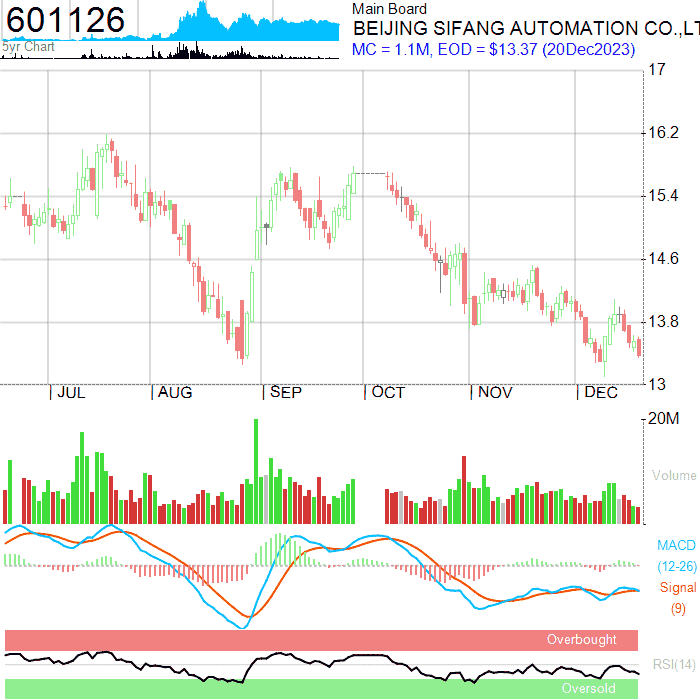 601126
5yr Chart
Main Board
BEIJING SIFANG AUTOMATION CO.,LT
MC = 1.1M, EOD = $13.37 (20Dec2023)
17
16.2
15.4
14.6
13.8
13
JUL AUG SEP OCT NOV DEC
20M
Volume
MACD
(12-26)
Signal
(9)
Overbought
RSI(14)
Oversold